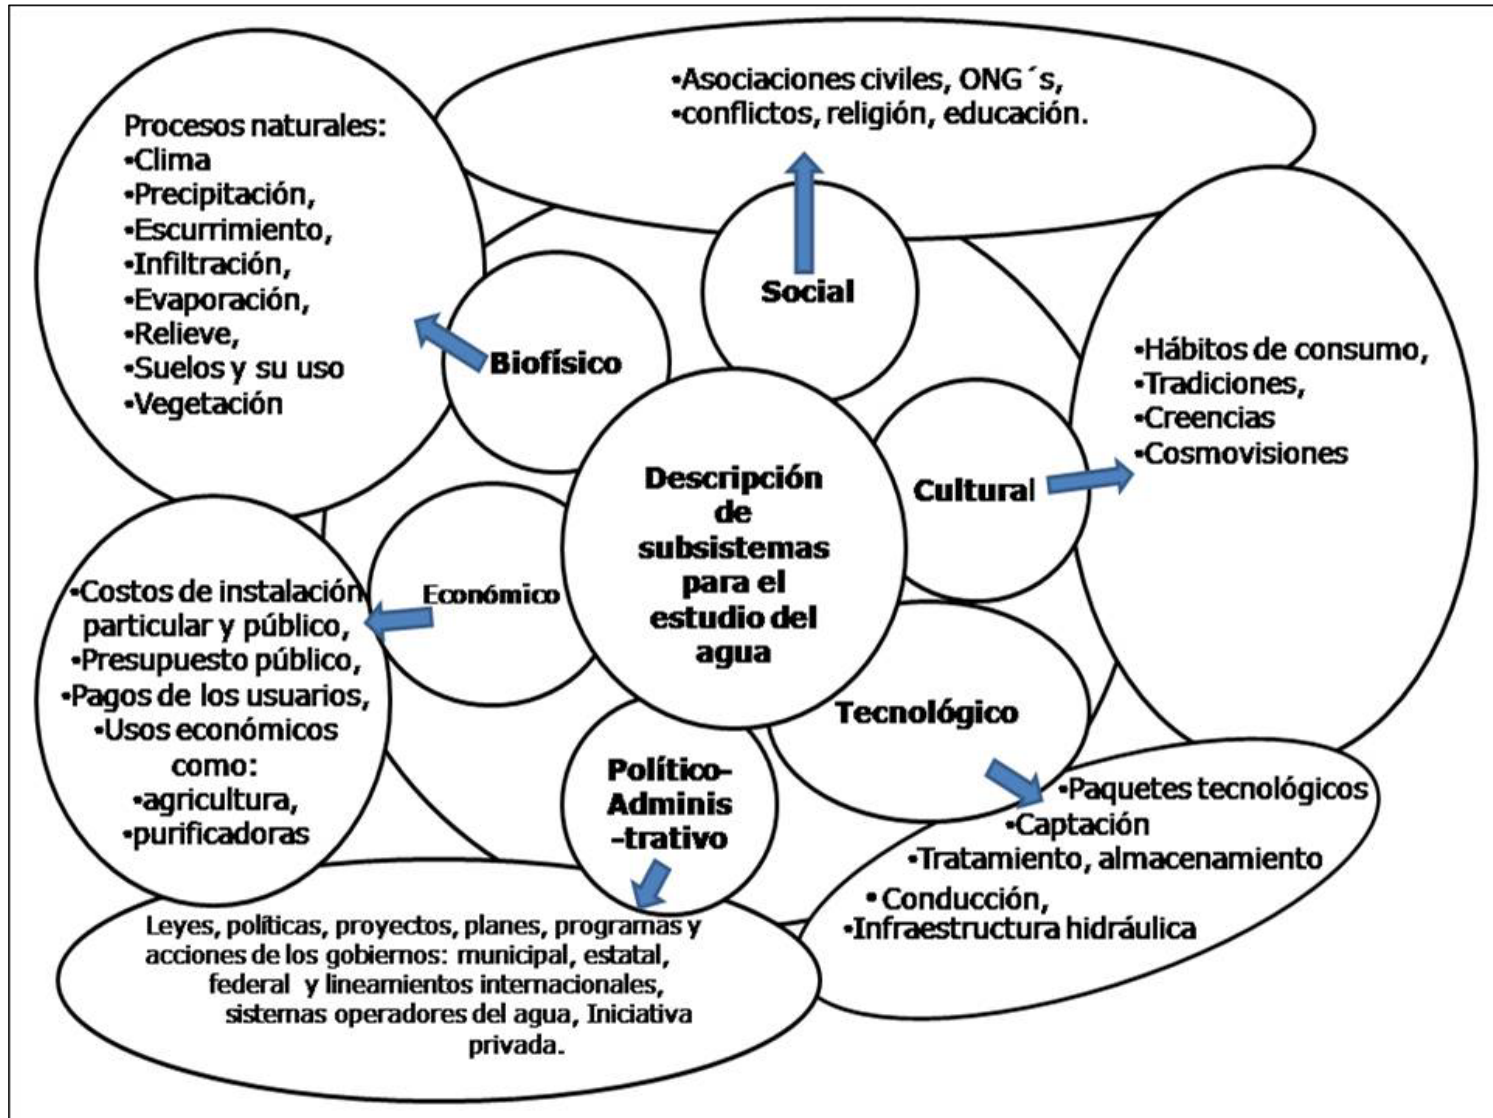 •Asociaciones civiles, ONG´s,
•conflictos, religión, educación.
Procesos naturales:
•Clima
•Precipitación,
•Escurrimiento,
•Infiltración,
•Evaporación,
•Relieve,
•Suelos y su uso
•Vegetación
Social
Biofísico
•Hábitos de consumo,
•Tradiciones,
•Creencias
•Cosmovisiones
Cultural
Descripción
de
subsistemas
para el
estudio del
agua
Económico
•Costos de instalación
particular y público,
•Presupuesto público,
•Pagos de los usuarios,
•Usos económicos
como:
•agricultura,
•purificadoras
Tecnológico
•Paquetes tecnológicos
•Captación
•Tratamiento, almacenamiento
•Conducción,
•Infraestructura hidráulica
Político-
Adminis
-trativo
Leyes, políticas, proyectos, planes, programas y
acciones de los gobiernos: municipal, estatal,
federal y lineamientos internacionales,
sistemas operadores del agua, Iniciativa
privada.